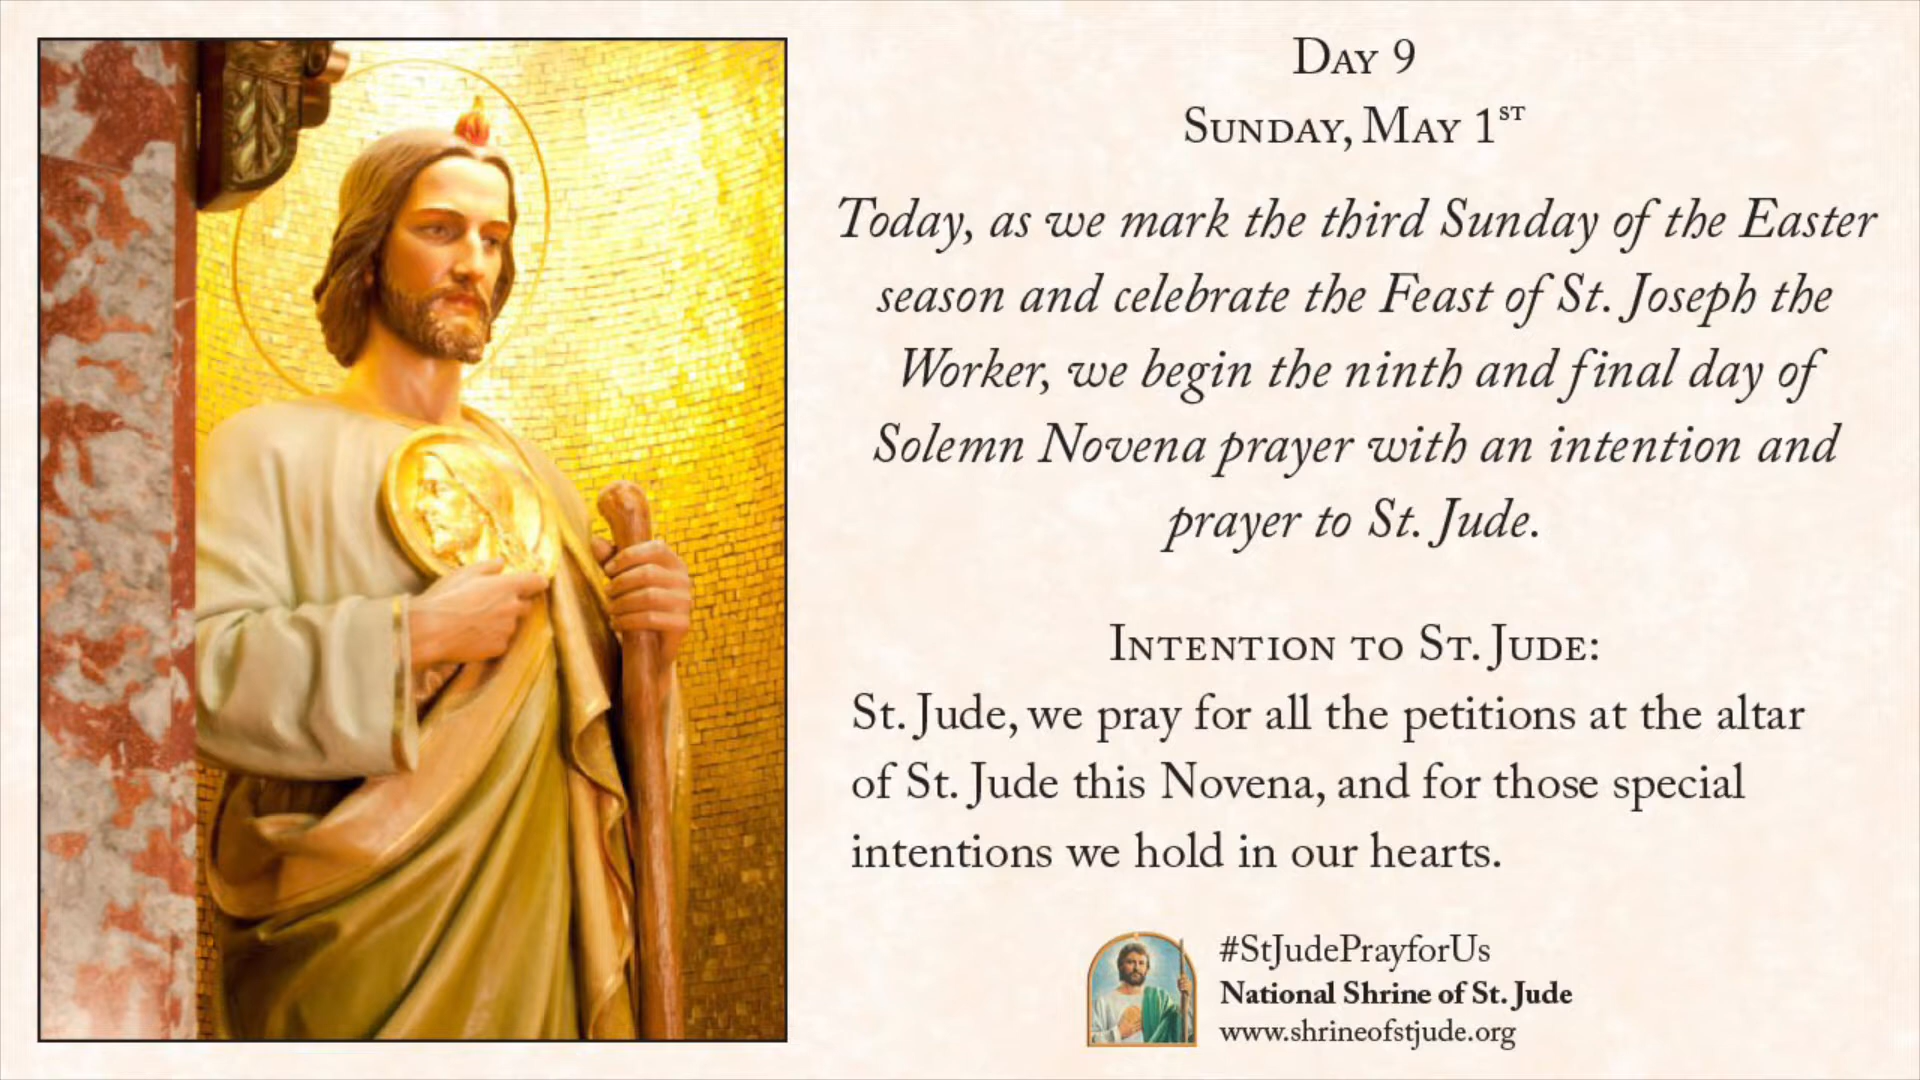 Day 9
Sunday, May 1st
Today, as we mark the third Sunday of the Easter
season and celebrate the Feast of St. Joseph the
Worker, we begin the ninth and final day of
Solemn Novena prayer with an intention and
prayer to St. Jude.
Intention to St. Jude:
St. Jude, we pray for all the petitions at the altar
of St. Jude this Novena, and for those special
intentions we hold in our hearts.
#StJudePrayforUs
National Shrine of St. Jude
www.shrineofstjude.org